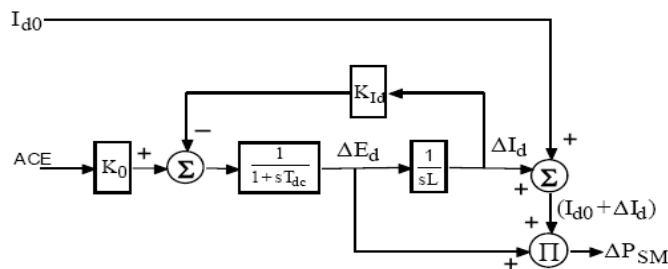 I_d0
K_Id
+
−
ACE
K_0
+
Σ
1
1+sT_dc
ΔE_d
1
sL
ΔI_d
+
Σ
+
(I_d0 + ΔI_d)
+
+
Π
ΔP_SM